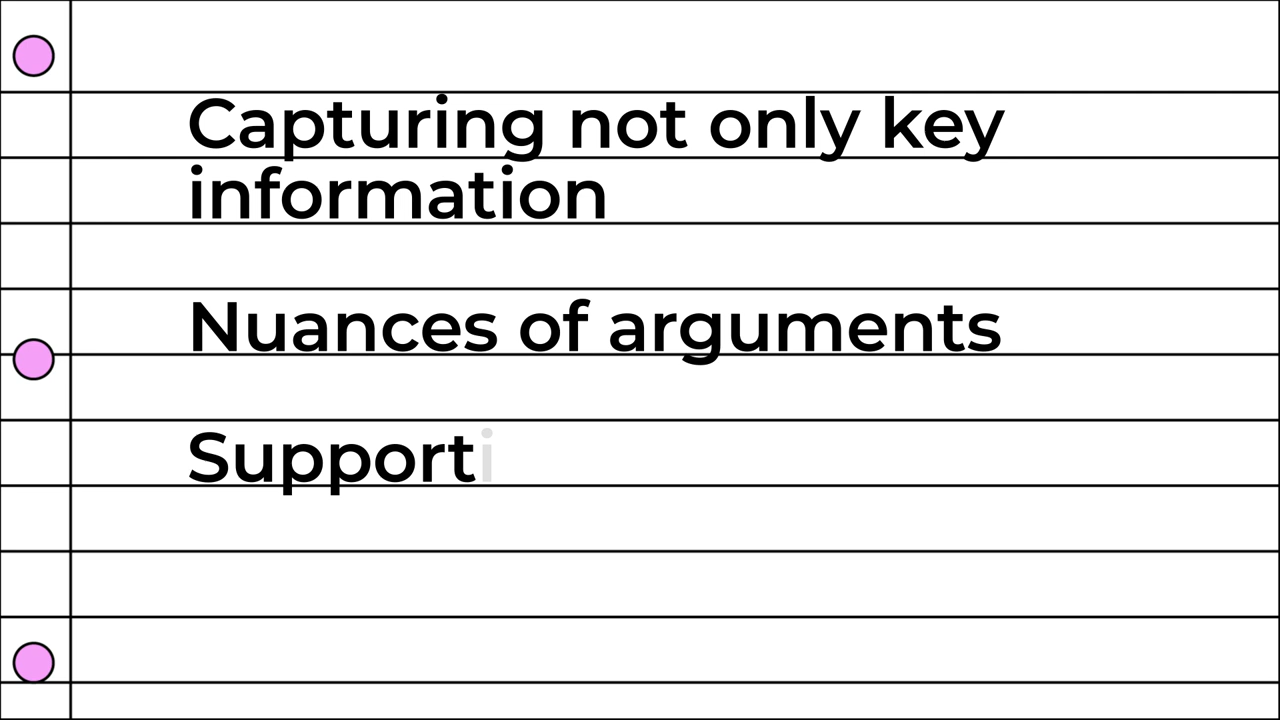 Capturing not only key
information
Nuances of arguments
Supporti